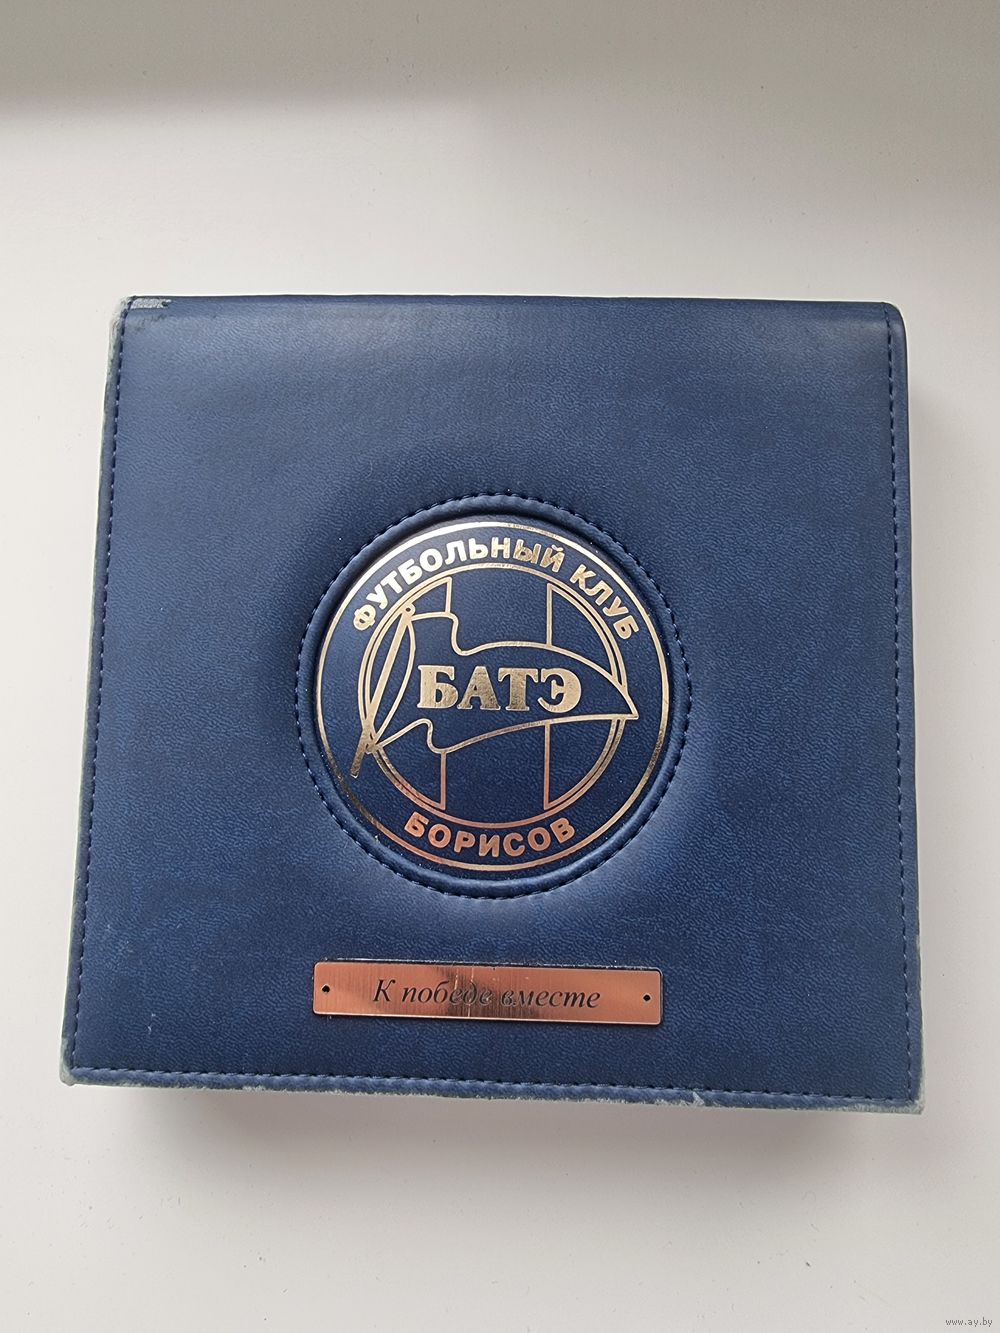 ФУТБОЛЬНЫЙ КЛУБ
БАТЭ
БОРИСОВ
К победе вместе
www.ay.by